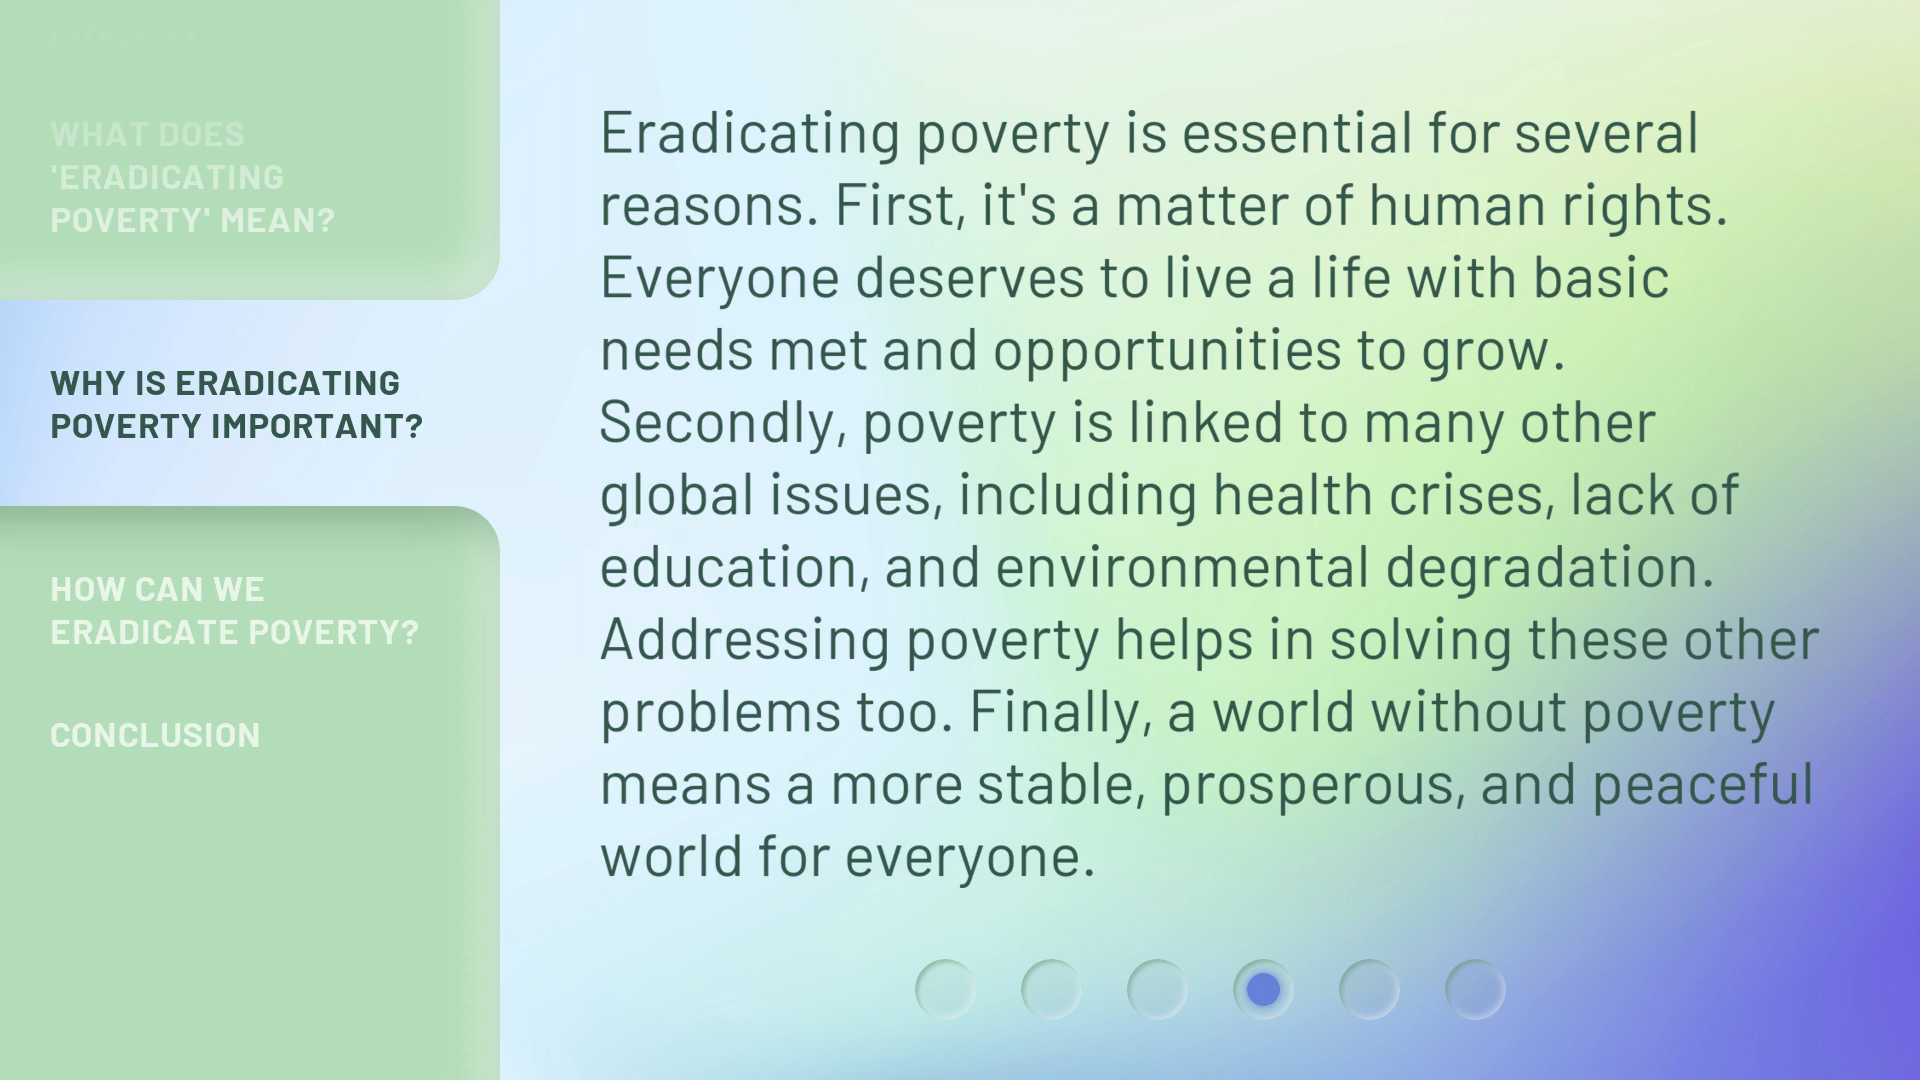 WHAT DOES
'ERADICATING
POVERTY' MEAN?
WHY IS ERADICATING
POVERTY IMPORTANT?
HOW CAN WE
ERADICATE POVERTY?
CONCLUSION
Eradicating poverty is essential for several
reasons. First, it's a matter of human rights.
Everyone deserves to live a life with basic
needs met and opportunities to grow.
Secondly, poverty is linked to many other
global issues, including health crises, lack of
education, and environmental degradation.
Addressing poverty helps in solving these other
problems too. Finally, a world without poverty
means a more stable, prosperous, and peaceful
world for everyone.